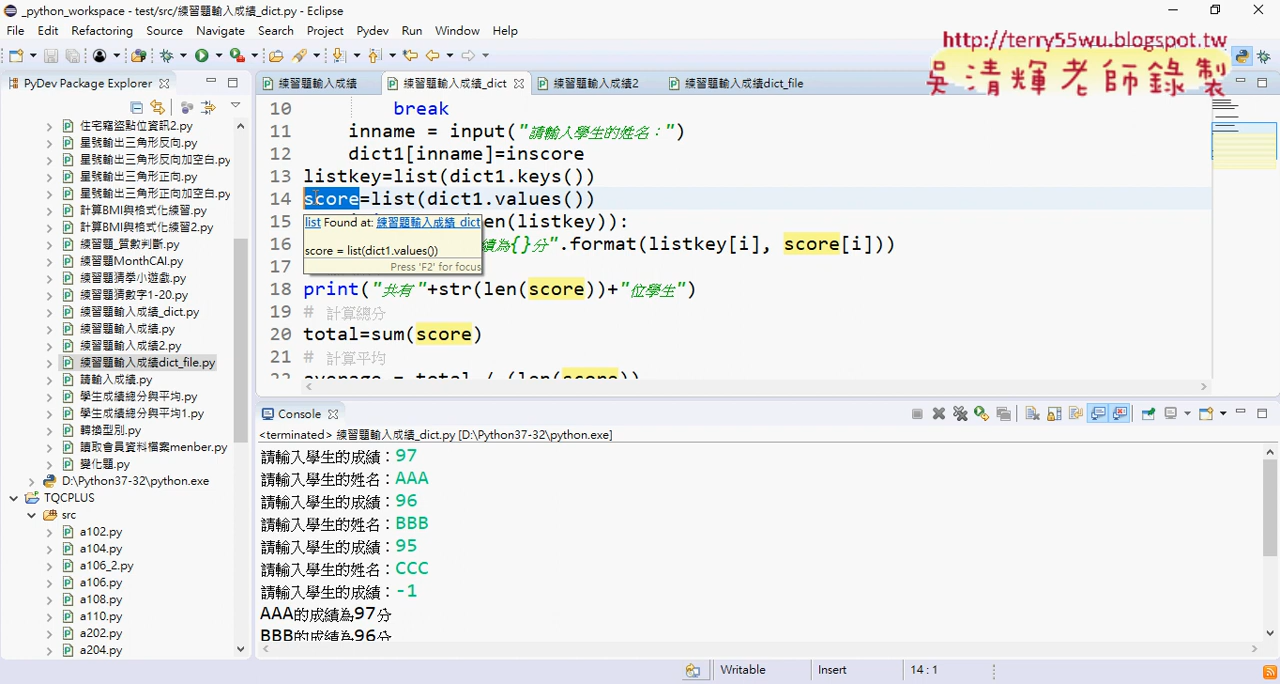 _python_workspace - test/src/練習題輸入成績_dict.py - Eclipse
File Edit Refactoring Source Navigate Search Project Pydev Run Window Help
http://terry55wu.blogspot.tw
吳清輝老師錄製
PyDev Package Explorer
住宅竊盜點位資訊2.py
星號輸出三角形反向.py
星號輸出三角形反向加空白.py
星號輸出三角形正向.py
星號輸出三角形正向加空白.py
計算BMI與格式化練習.py
計算BMI與格式化練習2.py
練習題_質數判斷.py
練習題MonthCAl.py
練習題猜拳小遊戲.py
練習題猜數字1-20.py
練習題輸入成績_dict.py
練習題輸入成績.py
練習題輸入成績2.py
練習題輸入成績dict_file.py
請輸入成績.py
學生成績總分與平均.py
學生成績總分與平均1.py
轉換型別.py
讀取會員資料檔案menber.py
變化題.py
D:\Python37-32\python.exe
TQCPLUS
src
a102.py
a104.py
a106_2.py
a106.py
a108.py
a110.py
a202.py
a204.py
練習題輸入成績 練習題輸入成績_dict 練習題輸入成績2 練習題輸入成績dict_file
10 break
11 inname = input("請輸入學生的姓名：")
12 dict1[inname]=inscore
13 listkey=list(dict1.keys())
14 score=list(dict1.values())
15 en(listkey)):
16 績為{}分".format(listkey[i], score[i]))
17
18 print("共有"+str(len(score))+"位學生")
19 # 計算總分
20 total=sum(score)
21 # 計算平均
22 average = total / (len(score))
list Found at: 練習題輸入成績_dict
score = list(dict1.values())
Press 'F2' for focus
Console
<terminated> 練習題輸入成績_dict.py [D:\Python37-32\python.exe]
請輸入學生的成績：97
請輸入學生的姓名：AAA
請輸入學生的成績：96
請輸入學生的姓名：BBB
請輸入學生的成績：95
請輸入學生的姓名：CCC
請輸入學生的成績：-1
AAA的成績為97分
BBB的成績為96分
Writable Insert 14 : 1